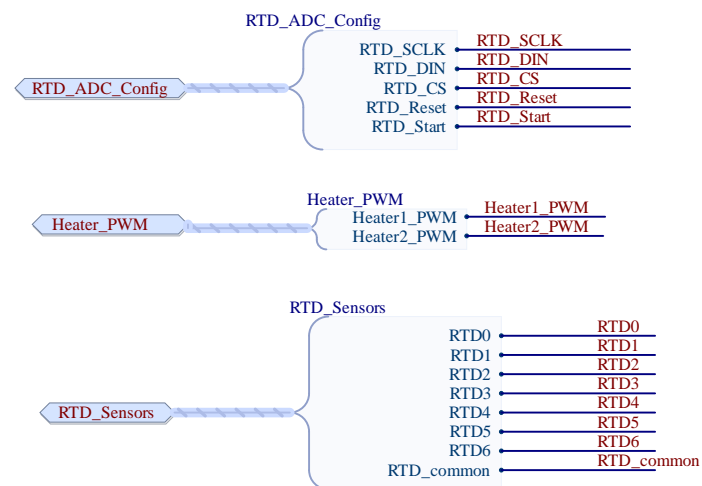 RTD_ADC_Config
RTD_ADC_Config
RTD_SCLK RTD_SCLK
RTD_DIN RTD_DIN
RTD_CS RTD_CS
RTD_Reset RTD_Reset
RTD_Start RTD_Start
Heater_PWM
Heater_PWM
Heater1_PWM Heater1_PWM
Heater2_PWM Heater2_PWM
RTD_Sensors
RTD_Sensors
RTD0 RTD0
RTD1 RTD1
RTD2 RTD2
RTD3 RTD3
RTD4 RTD4
RTD5 RTD5
RTD6 RTD6
RTD_common RTD_common